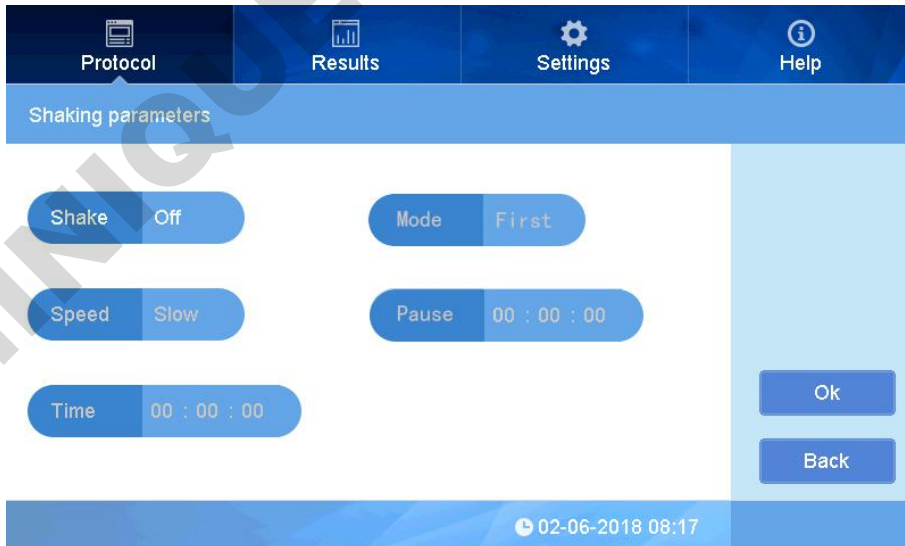 Protocol Results Settings Help
Shaking parameters
Shake Off Mode First
Speed Slow Pause 00 : 00 : 00
Time 00 : 00 : 00
Ok
Back
02-06-2018 08:17